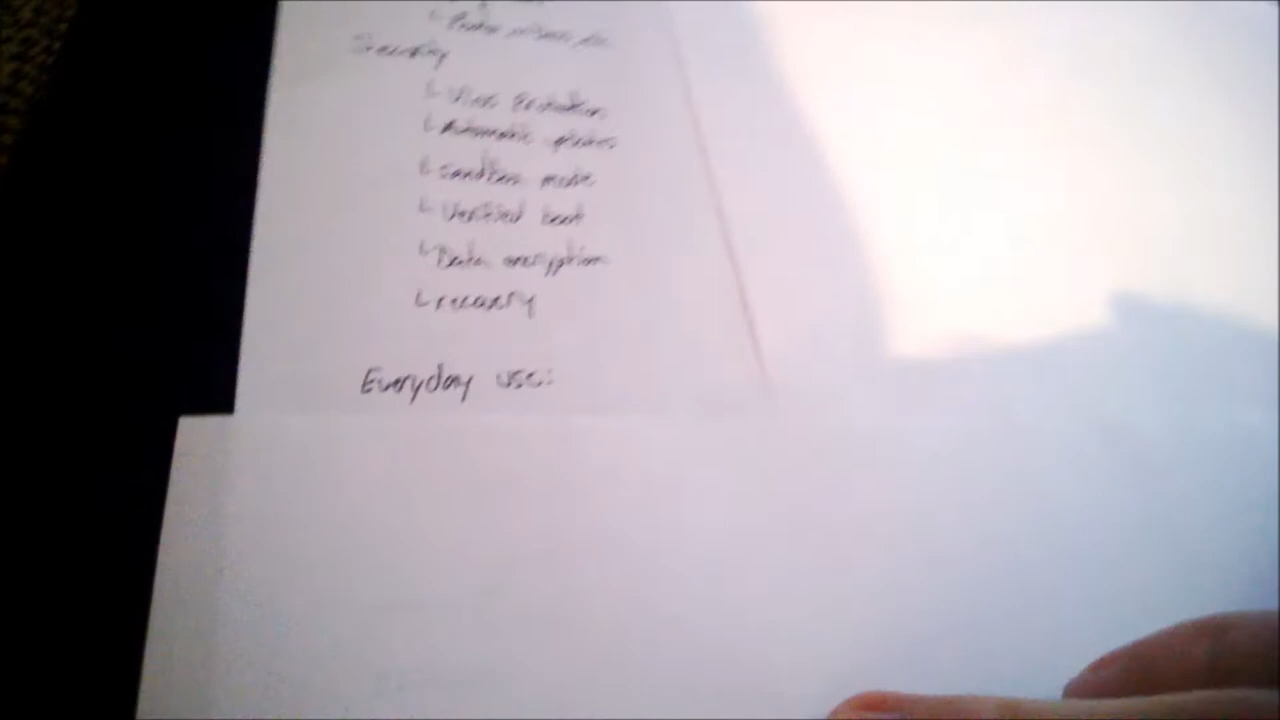 Security
Virus Protection
Automatic updates
Sandbox mode
Verified boot
Data encryption
recovery
Everyday use: